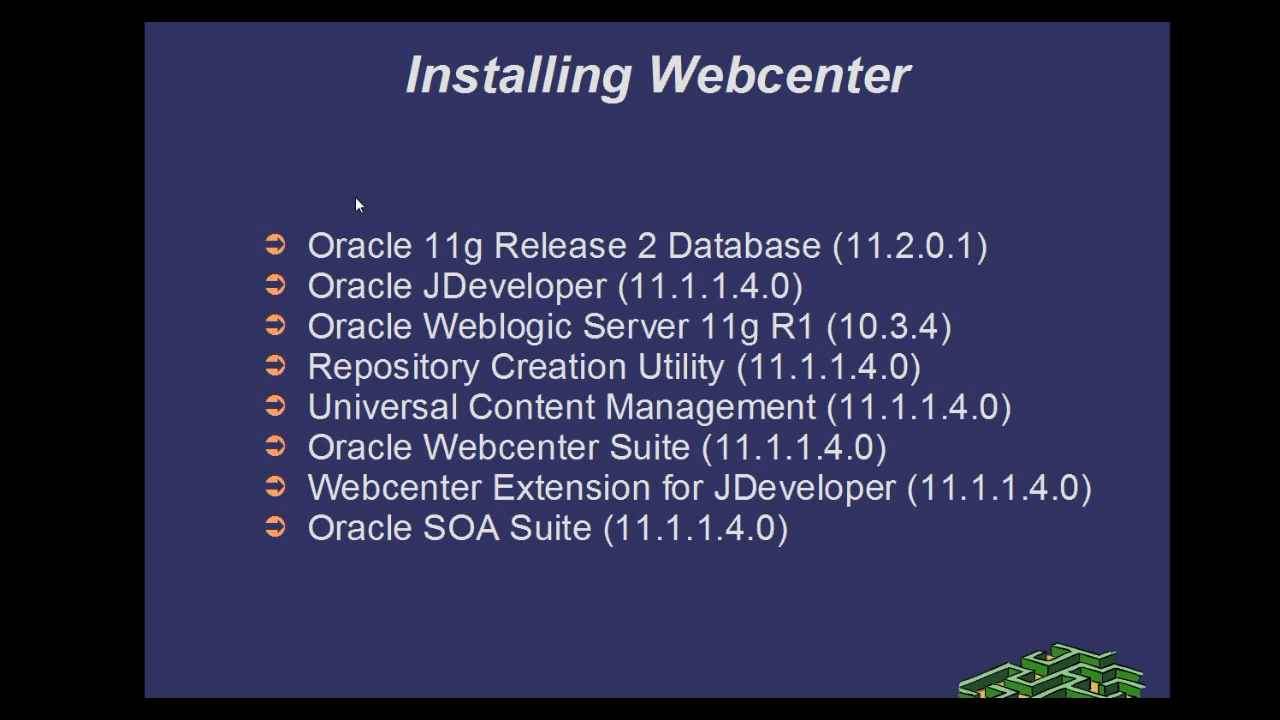 Installing Webcenter
Oracle 11g Release 2 Database (11.2.0.1)
Oracle JDeveloper (11.1.1.4.0)
Oracle Weblogic Server 11g R1 (10.3.4)
Repository Creation Utility (11.1.1.4.0)
Universal Content Management (11.1.1.4.0)
Oracle Webcenter Suite (11.1.1.4.0)
Webcenter Extension for JDeveloper (11.1.1.4.0)
Oracle SOA Suite (11.1.1.4.0)